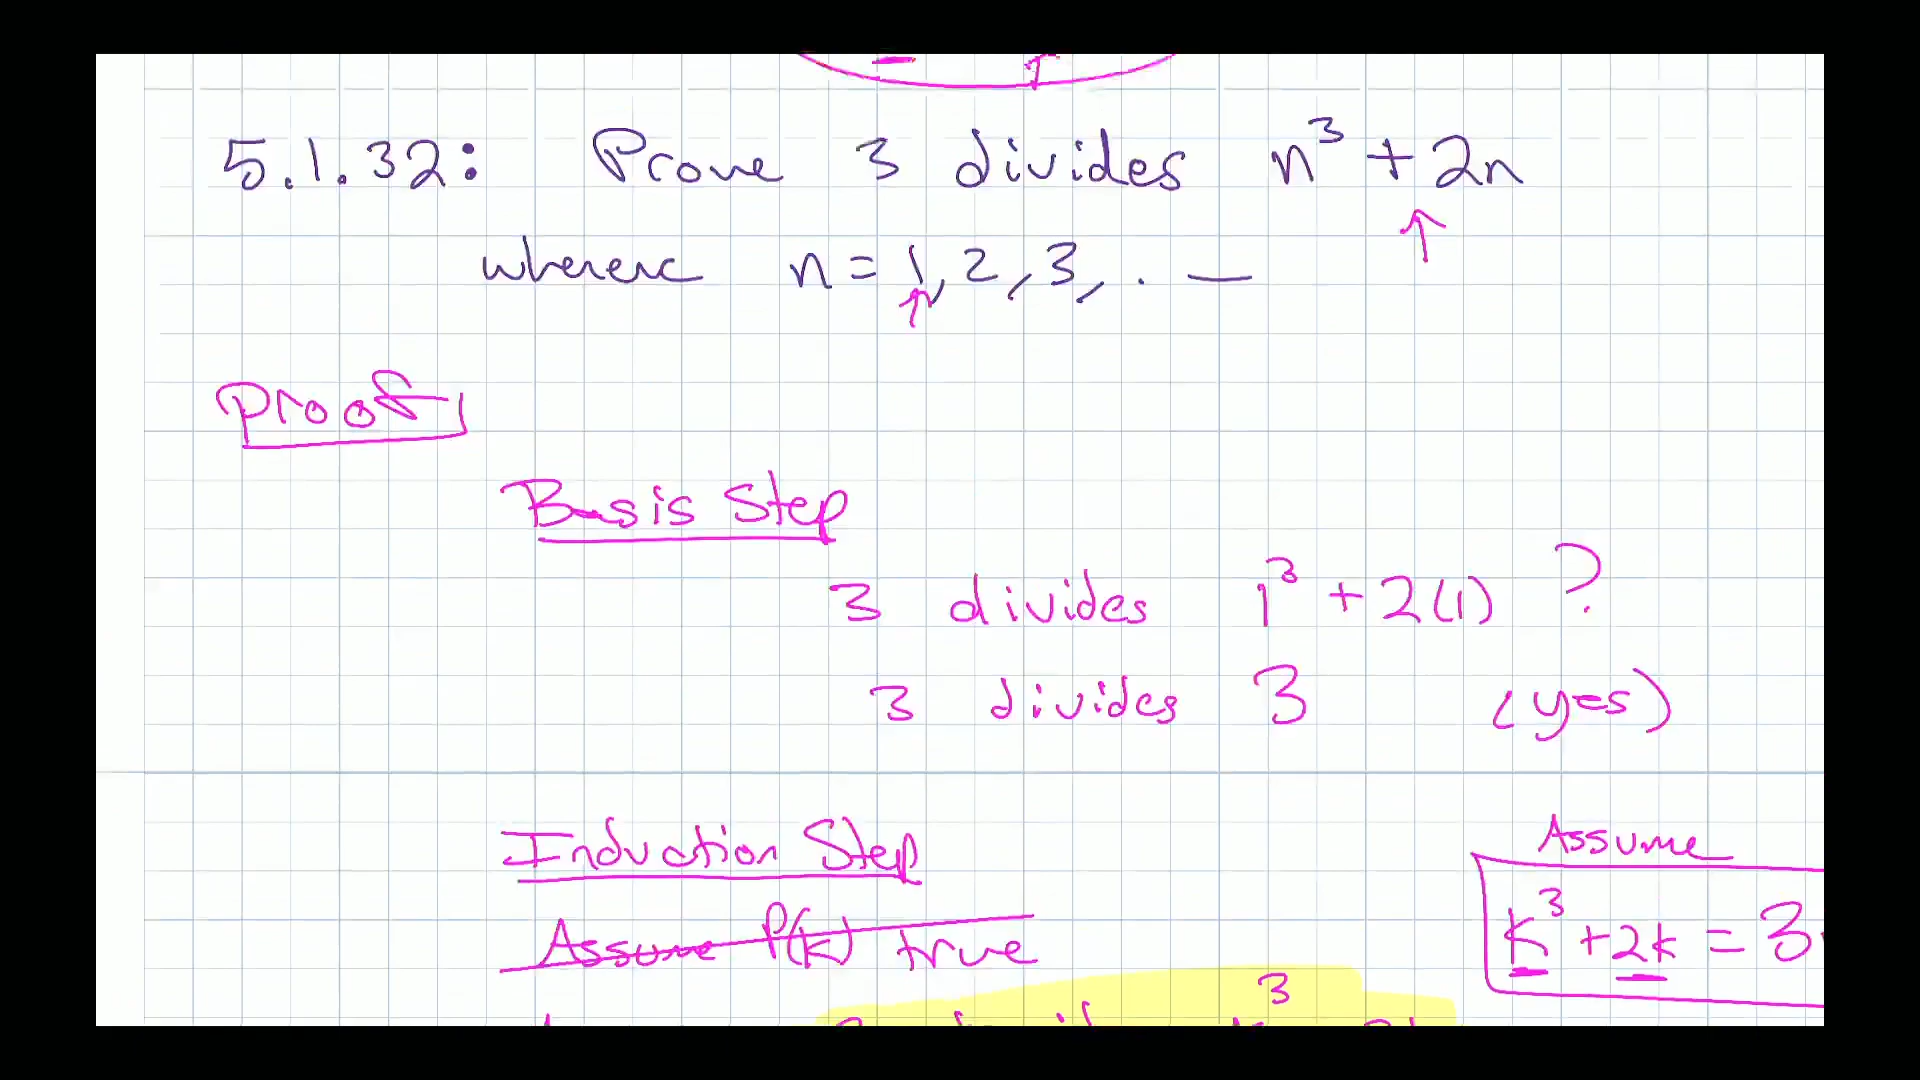 5.1.32: Prove 3 divides n³ + 2n
where n = 1, 2, 3, . —
Proof
Basis Step
3 divides 1³ + 2(1) ?
3 divides 3 (yes)
Induction Step
Assume P(k) true
Assume
k³ + 2k = 3
3